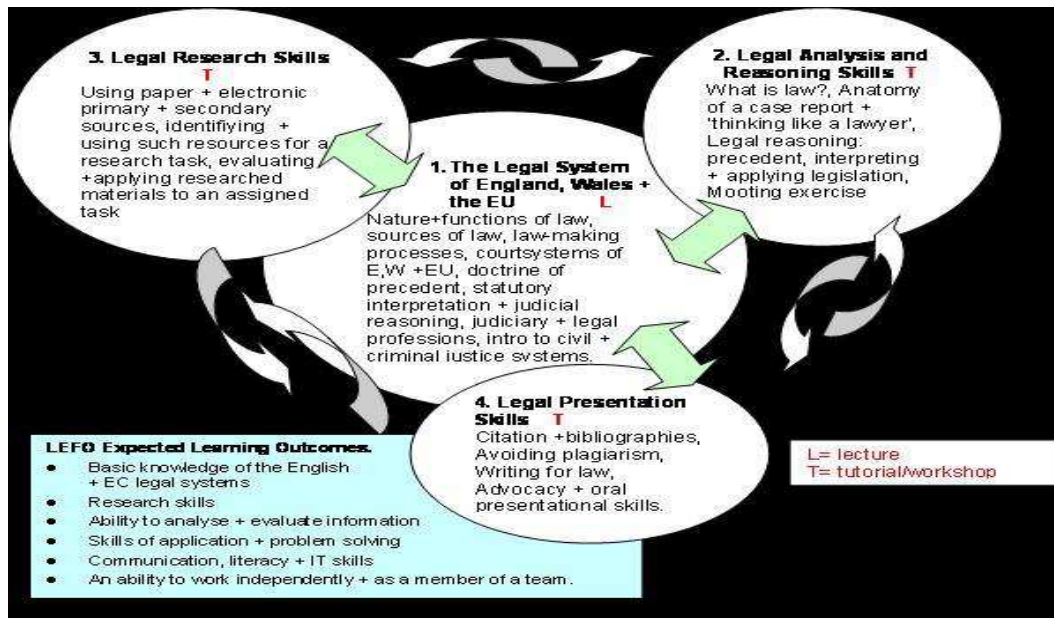 3. Legal Research Skills
T
Using paper + electronic
primary + secondary
sources, identifiying +
using such resources for a
research task, evaluating
+applying researched
materials to an assigned
task
2. Legal Analysis and
Reasoning Skills T
What is law?, Anatomy
of a case report +
'thinking like a lawyer',
Legal reasoning:
precedent, interpreting
+ applying legislation,
Mooting exercise
1. The Legal System
of England, Wales +
the EU L
Nature+functions of law,
sources of law, law-making
processes, courtsystems of
E,W +EU, doctrine of
precedent, statutory
interpretation + judicial
reasoning, judiciary + legal
professions, intro to civil +
criminal justice systems.
4. Legal Presentation
Skills T
Citation +bibliographies,
Avoiding plagiarism,
Writing for law,
Advocacy + oral
presentational skills.
LEFO Expected Learning Outcomes.
● Basic knowledge of the English
+ EC legal systems
● Research skills
● Ability to analyse + evaluate information
● Skills of application + problem solving
● Communication, literacy + IT skills
● An ability to work independently + as a member of a team.
L= lecture
T= tutorial/workshop